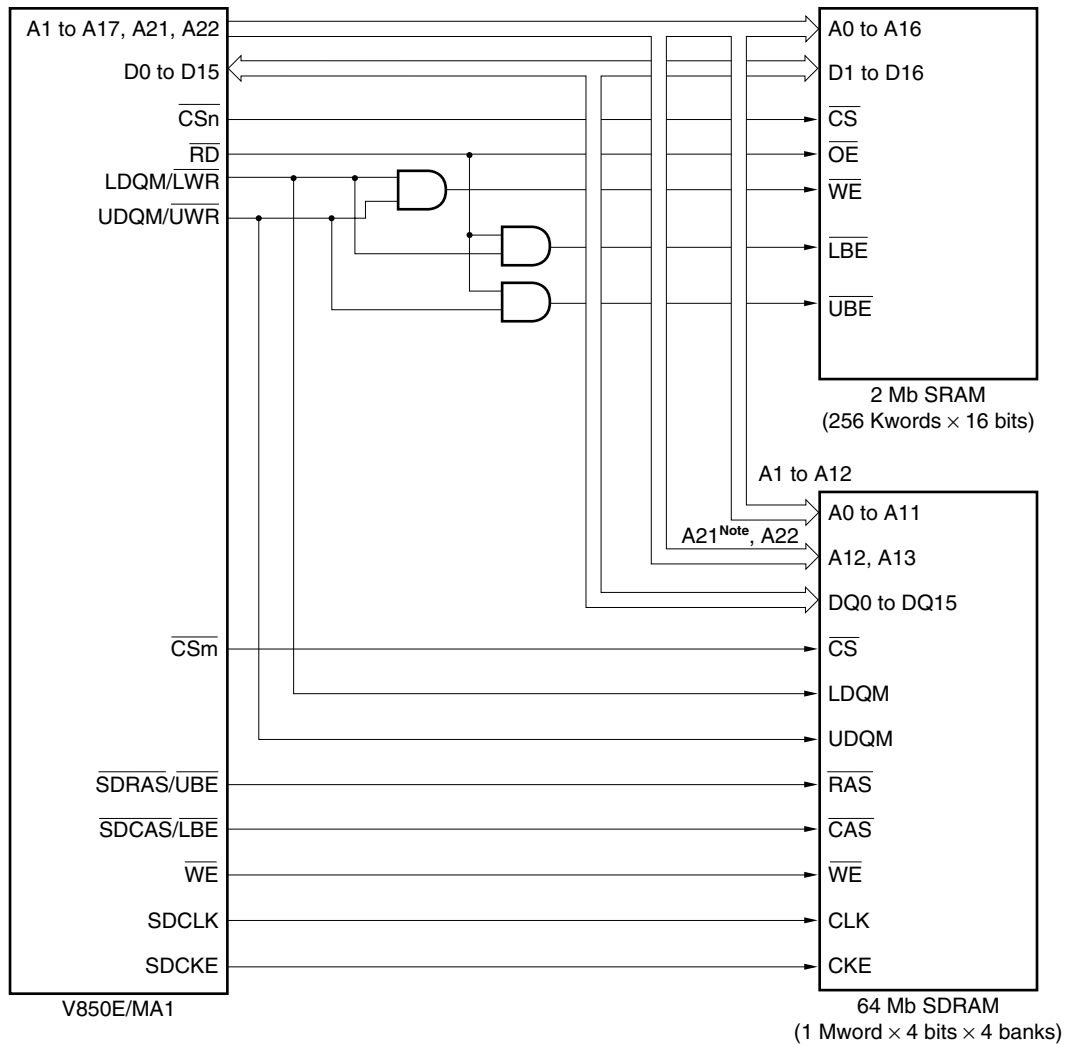 A1 to A17, A21, A22
D0 to D15
CSn
RD
LDQM/LWR
UDQM/UWR
CSm
SDRAS/UBE
SDCAS/LBE
WE
SDCLK
SDCKE
V850E/MA1
A0 to A16
D1 to D16
CS
OE
WE
LBE
UBE
2 Mb SRAM
(256 Kwords × 16 bits)
A1 to A12
A21Note, A22
A0 to A11
A12, A13
DQ0 to DQ15
CS
LDQM
UDQM
RAS
CAS
WE
CLK
CKE
64 Mb SDRAM
(1 Mword × 4 bits × 4 banks)